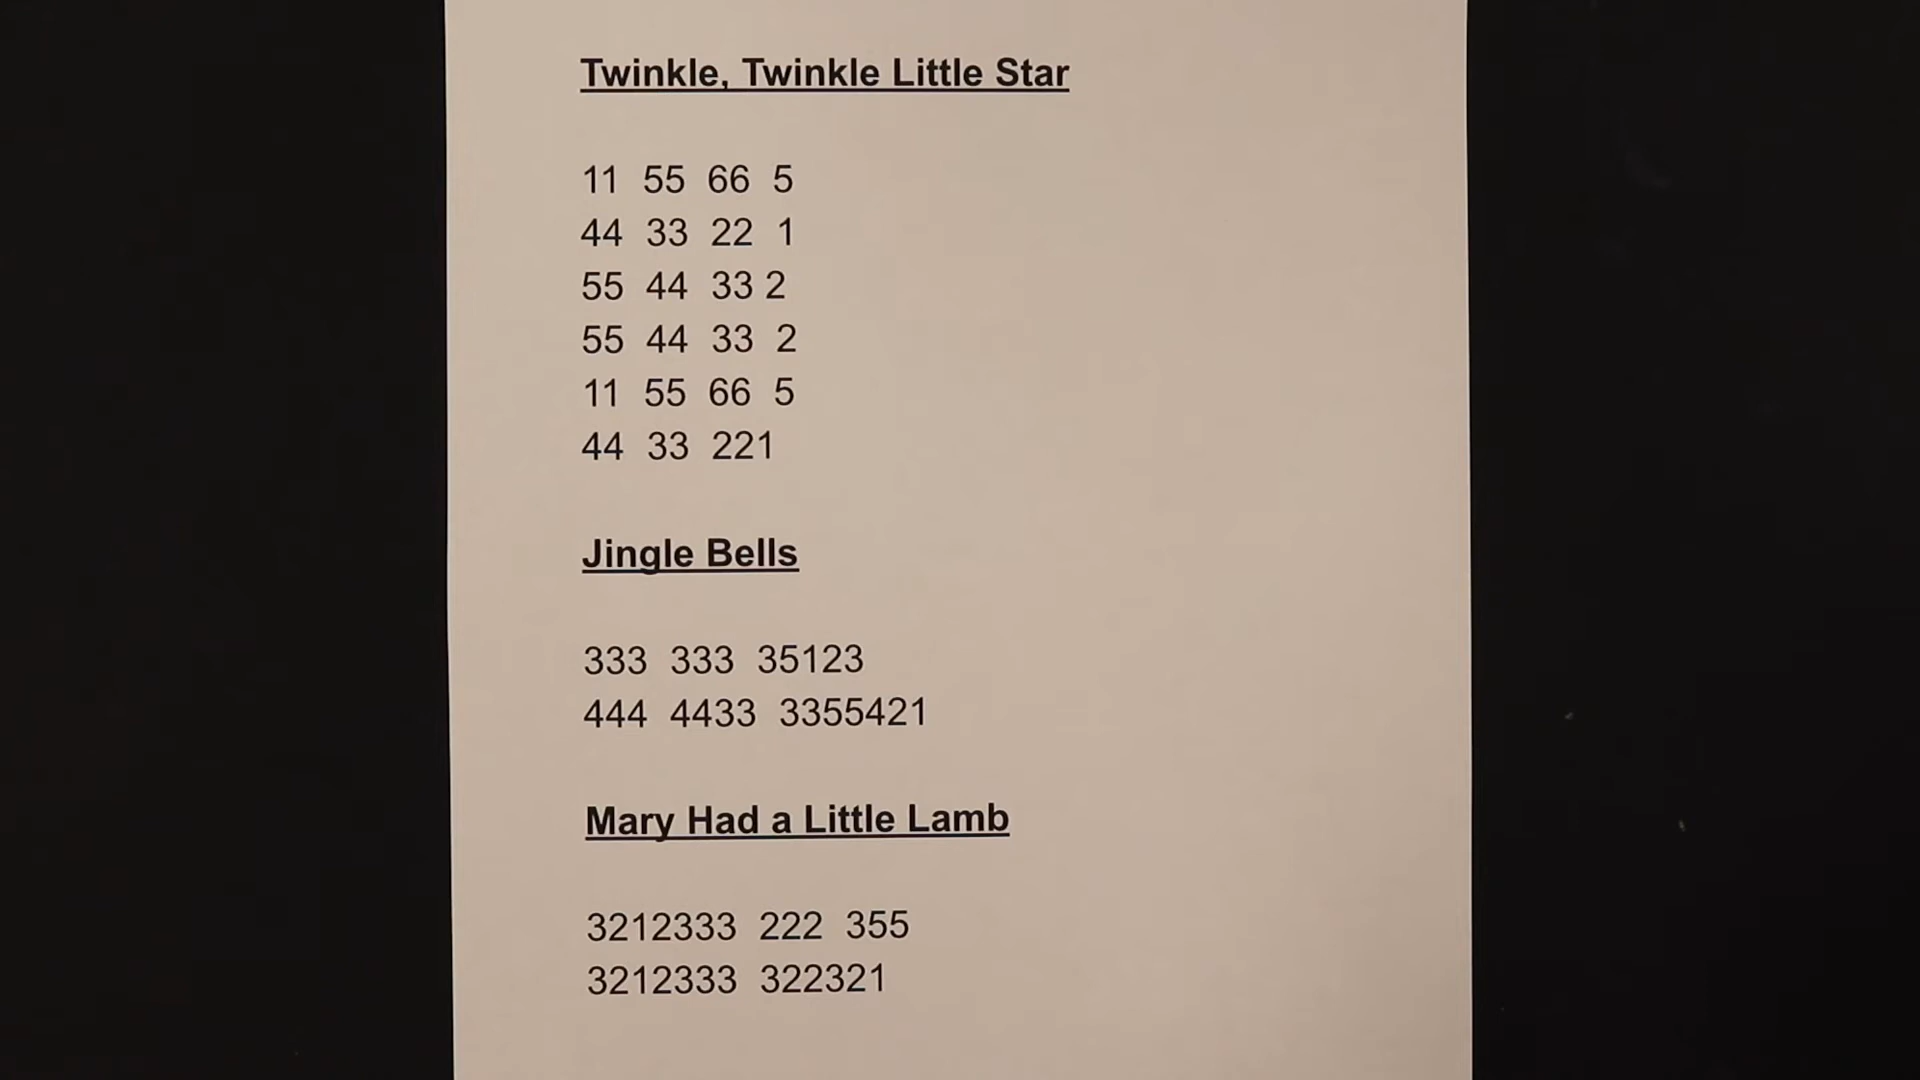 Twinkle, Twinkle Little Star
11 55 66 5
44 33 22 1
55 44 33 2
55 44 33 2
11 55 66 5
44 33 221
Jingle Bells
333 333 35123
444 4433 3355421
Mary Had a Little Lamb
3212333 222 355
3212333 322321